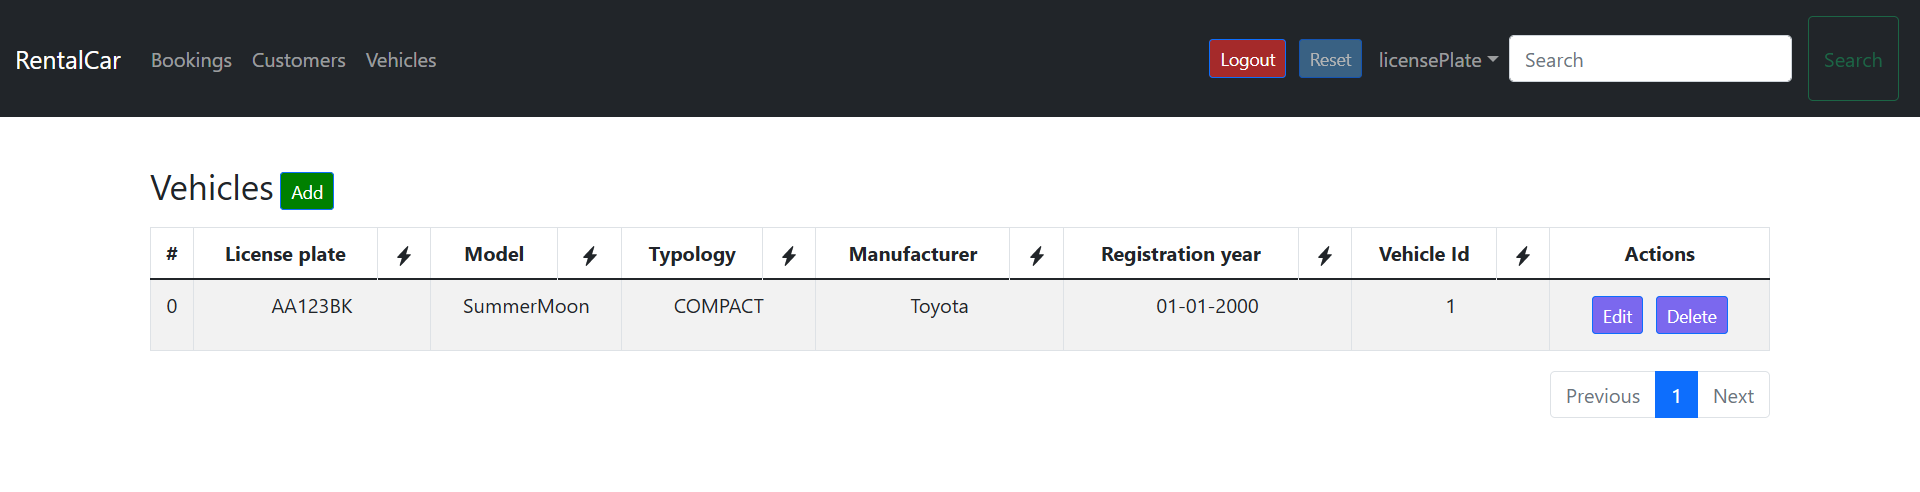 RentalCar Bookings Customers Vehicles Logout Reset licensePlate Search Search
Vehicles Add
# License plate Model Typology Manufacturer Registration year Vehicle Id Actions
0 AA123BK SummerMoon COMPACT Toyota 01-01-2000 1 Edit Delete
Previous 1 Next